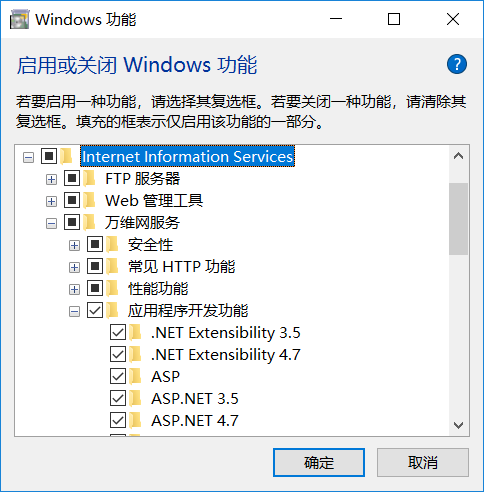 Windows 功能
启用或关闭 Windows 功能
?
若要启用一种功能，请选择其复选框。若要关闭一种功能，请清除其
复选框。填充的框表示仅启用该功能的一部分。
Internet Information Services
FTP 服务器
Web 管理工具
万维网服务
安全性
常见 HTTP 功能
性能功能
应用程序开发功能
.NET Extensibility 3.5
.NET Extensibility 4.7
ASP
ASP.NET 3.5
ASP.NET 4.7
确定
取消